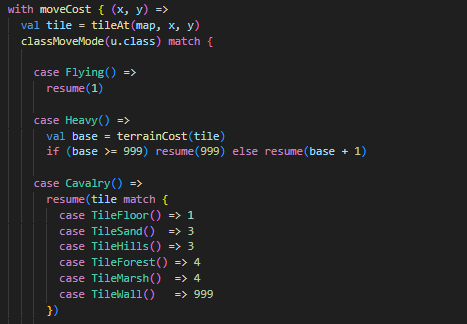 with moveCost { (x, y) =>
val tile = tileAt(map, x, y)
classMoveMode(u.class) match {
case Flying() =>
resume(1)
case Heavy() =>
val base = terrainCost(tile)
if (base >= 999) resume(999) else resume(base + 1)
case Cavalry() =>
resume(tile match {
case TileFloor() => 1
case TileSand()  => 3
case TileHills() => 3
case TileForest() => 4
case TileMarsh()  => 4
case TileWall()   => 999
})